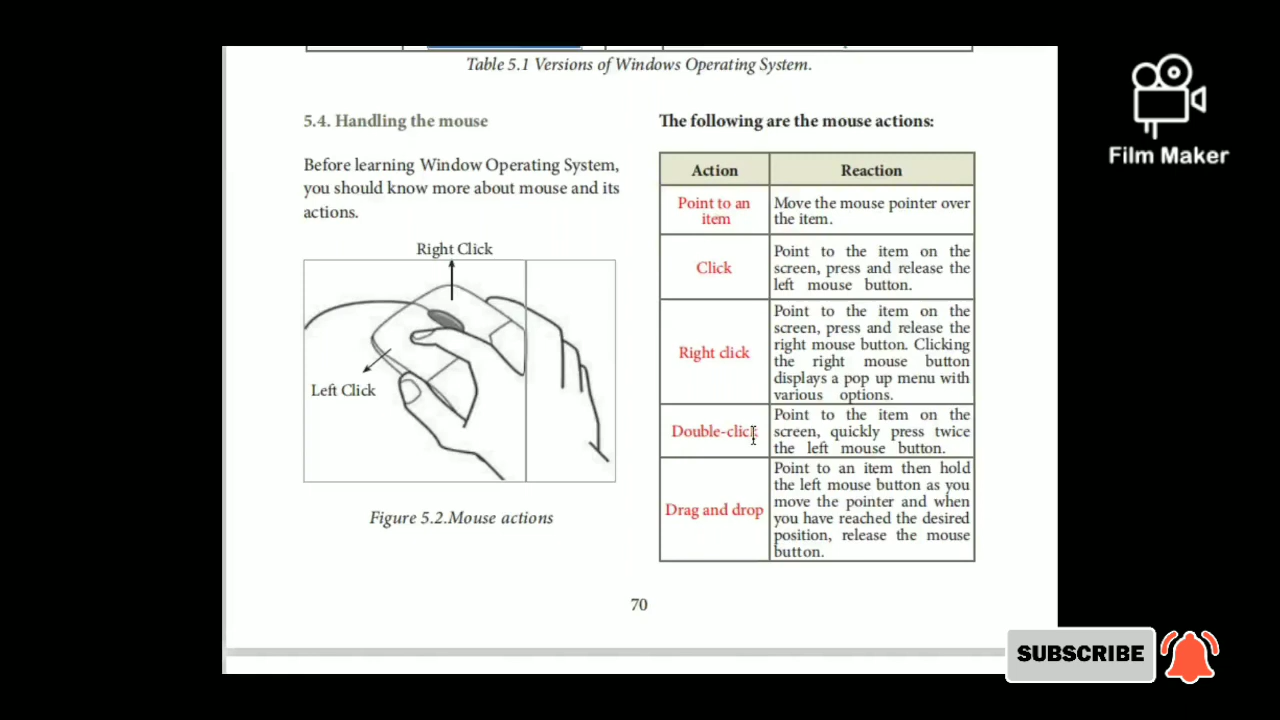 Table 5.1 Versions of Windows Operating System.
5.4. Handling the mouse
Before learning Window Operating System,
you should know more about mouse and its
actions.
Right Click
Left Click
Figure 5.2.Mouse actions
The following are the mouse actions:
Action
Reaction
Point to an
item
Move the mouse pointer over
the item.
Click
Point to the item on the
screen, press and release the
left mouse button.
Right click
Point to the item on the
screen, press and release the
right mouse button. Clicking
the right mouse button
displays a pop up menu with
various options.
Double-click
Point to the item on the
screen, quickly press twice
the left mouse button.
Drag and drop
Point to an item then hold
the left mouse button as you
move the pointer and when
you have reached the desired
position, release the mouse
button.
70
Film Maker
SUBSCRIBE